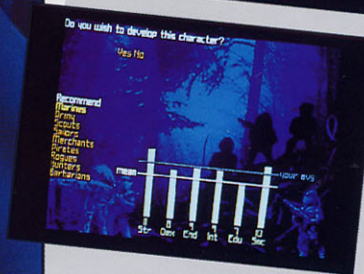 Do you wish to develop this character?
Yes No
Recommend
Marines
Army
Scouts
Sailors
Merchants
Pirates
Rogues
Hunters
Barbarians
mean
your avg
Str Dex End Int Edu Soc